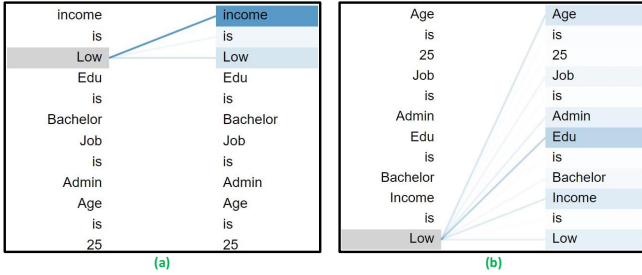 income income
is is
Low Low
Edu Edu
is is
Bachelor Bachelor
Job Job
is is
Admin Admin
Age Age
is is
25 25
(a)
Age Age
is is
25 25
Job Job
is is
Admin Admin
Edu Edu
is is
Bachelor Bachelor
Income Income
is is
Low Low
(b)